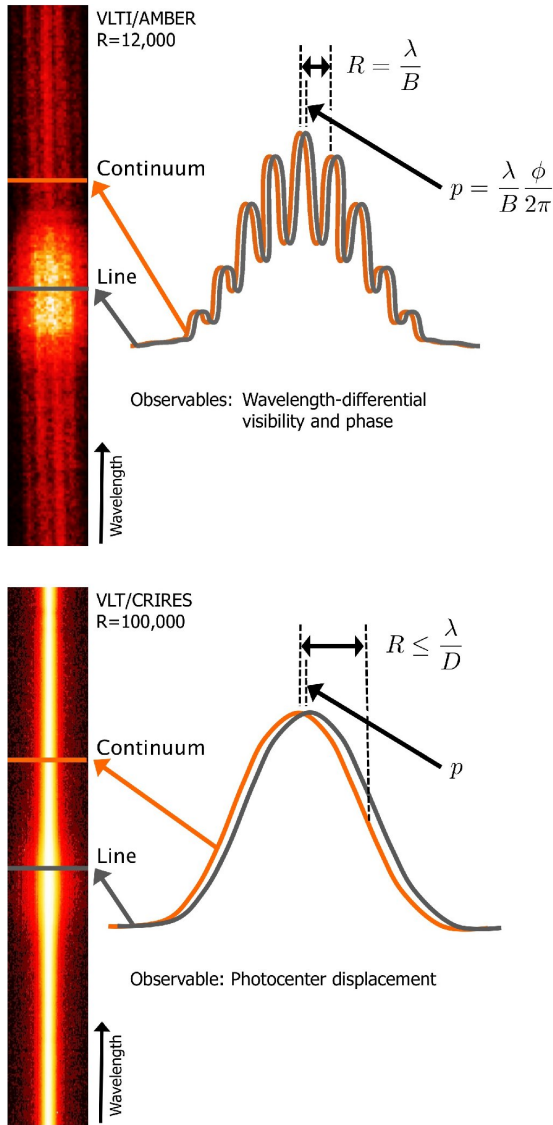 VLTI/AMBER
R=12,000
R = λ/B
Continuum
p = λ/B ϕ/2π
Line
Observables: Wavelength-differential
visibility and phase
Wavelength
VLT/CRIRES
R=100,000
R ≤ λ/D
Continuum
p
Line
Observable: Photocenter displacement
Wavelength